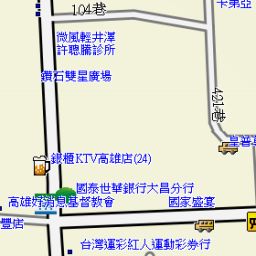 卡第亞
104巷
微風輕井澤
許聰騰診所
鑽石雙星廣場
421巷
皇普
銀櫃KTV高雄店(24)
國泰世華銀行大昌分行
高雄好消息基督教會
國家盛宴
豐店
台灣運彩紅人運動彩券行